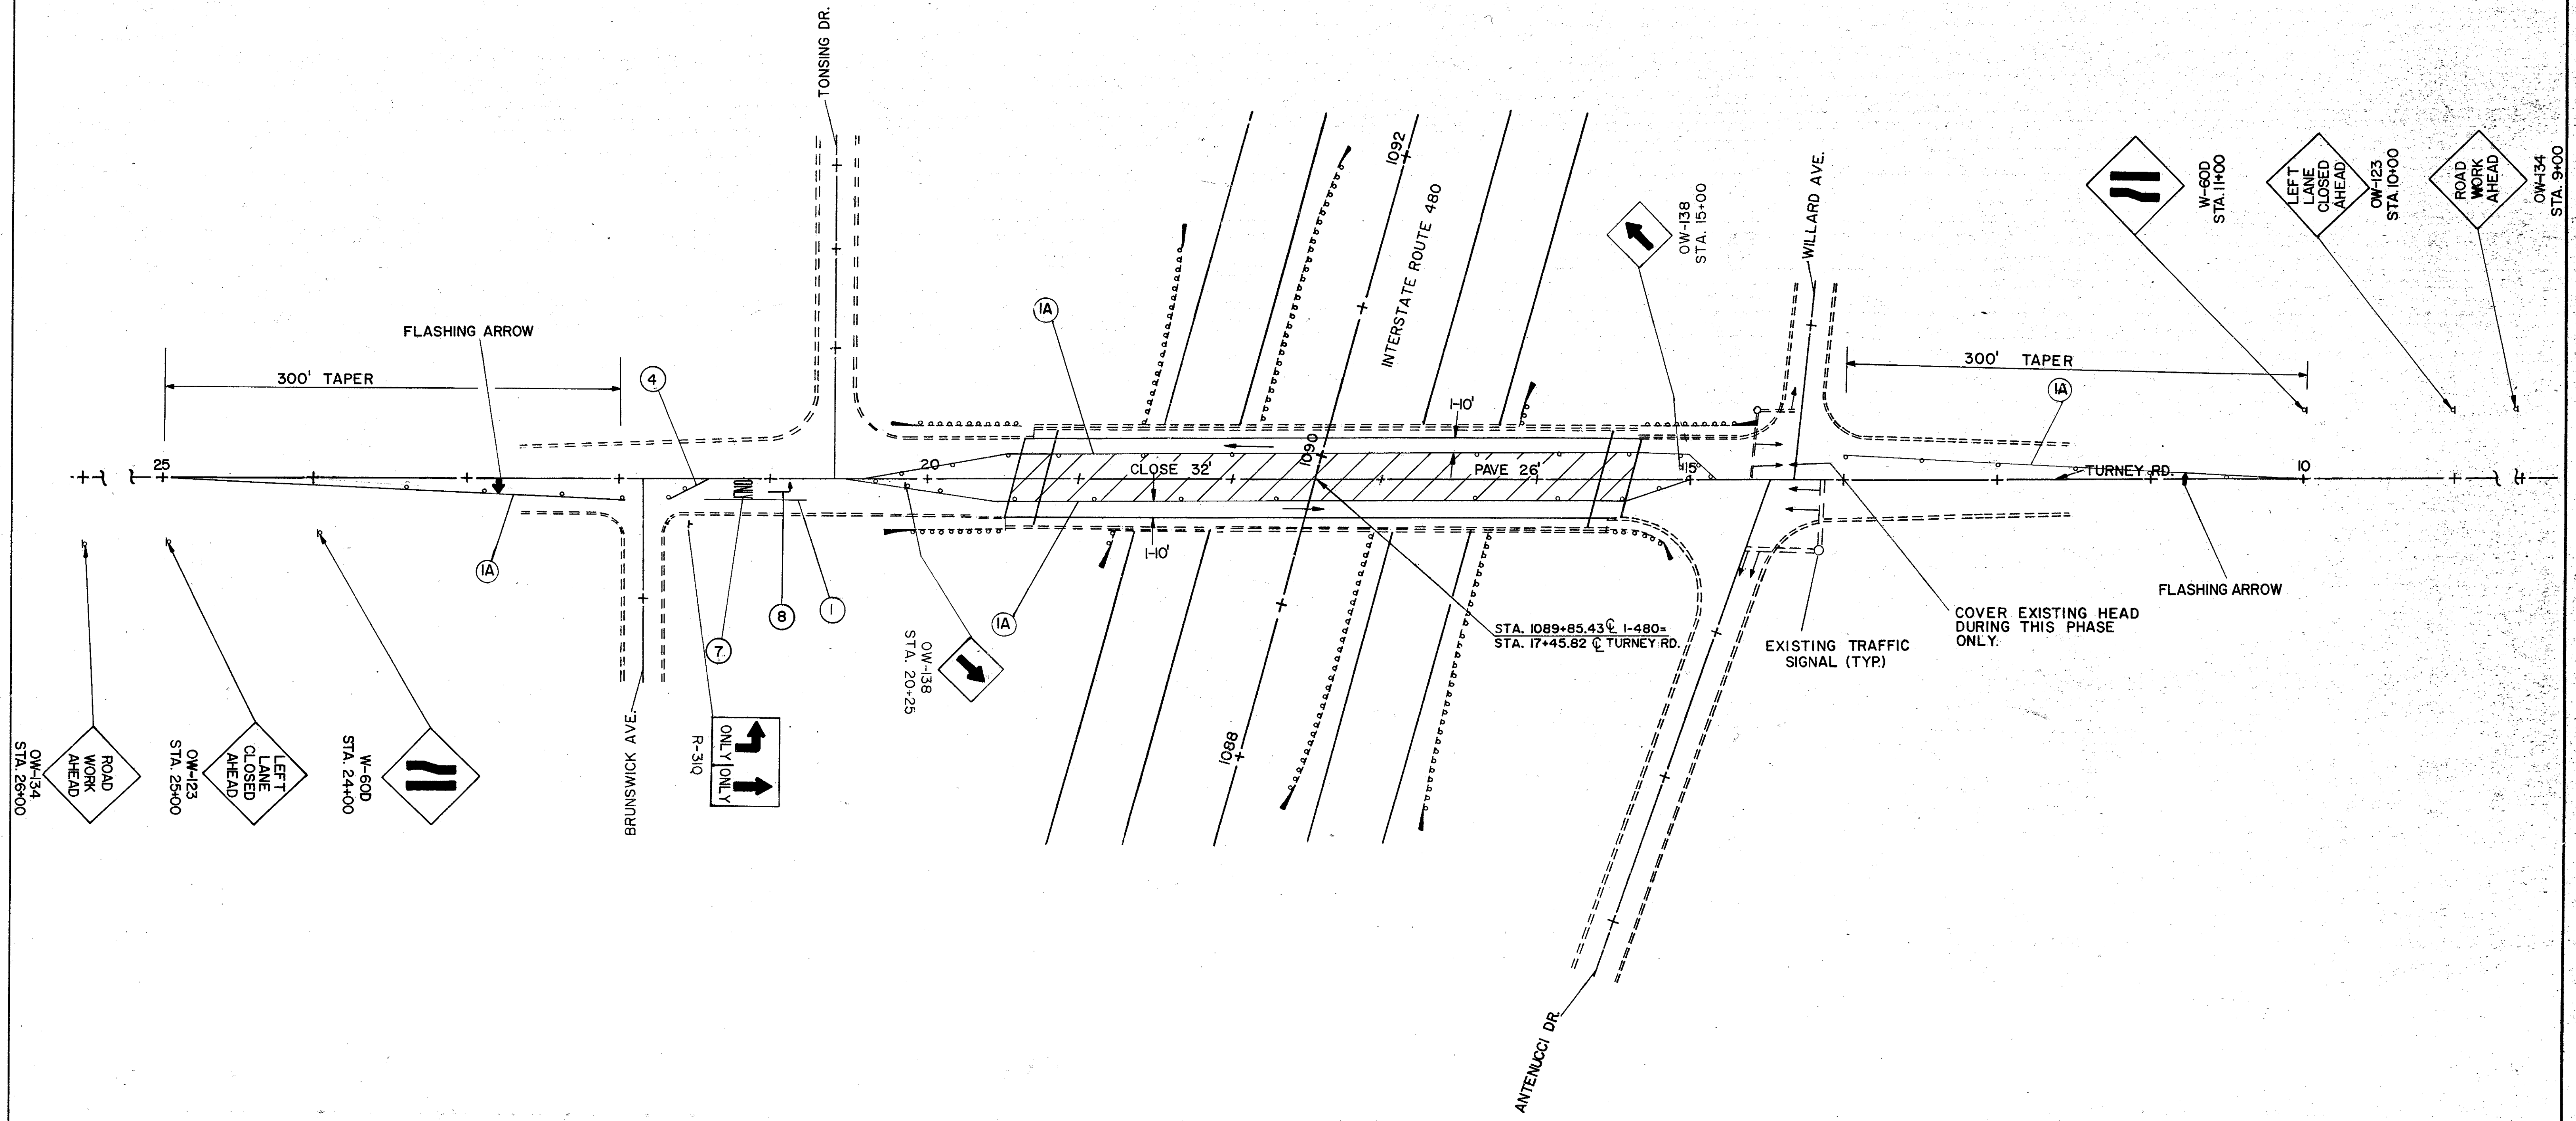 TONSING DR.
FLASHING ARROW
300' TAPER
4
1A
1092
INTERSTATE ROUTE 480
OW-138
STA. 15+00
WILLARD AVE.
W-60D
STA. 11+00
LEFT
LANE
CLOSED
AHEAD
OW-123
STA. 10+00
ROAD
WORK
AHEAD
OW-134
STA. 9+00
300' TAPER
1A
1-10'
25
20
CLOSE 32'
1090
PAVE 26'
15
TURNEY RD.
10
ONLY
1A
7
8
1
1A
1-10'
OW-138
STA. 20+25
STA. 1089+85.43 ℄ I-480=
STA. 17+45.82 ℄ TURNEY RD.
EXISTING TRAFFIC
SIGNAL (TYP.)
COVER EXISTING HEAD
DURING THIS PHASE
ONLY.
FLASHING ARROW
ROAD
WORK
AHEAD
OW-134
STA. 26+00
LEFT
LANE
CLOSED
AHEAD
OW-123
STA. 25+00
W-60D
STA. 24+00
BRUNSWICK AVE.
ONLY
ONLY
R-31Q
1088
ANTENUCCI DR.